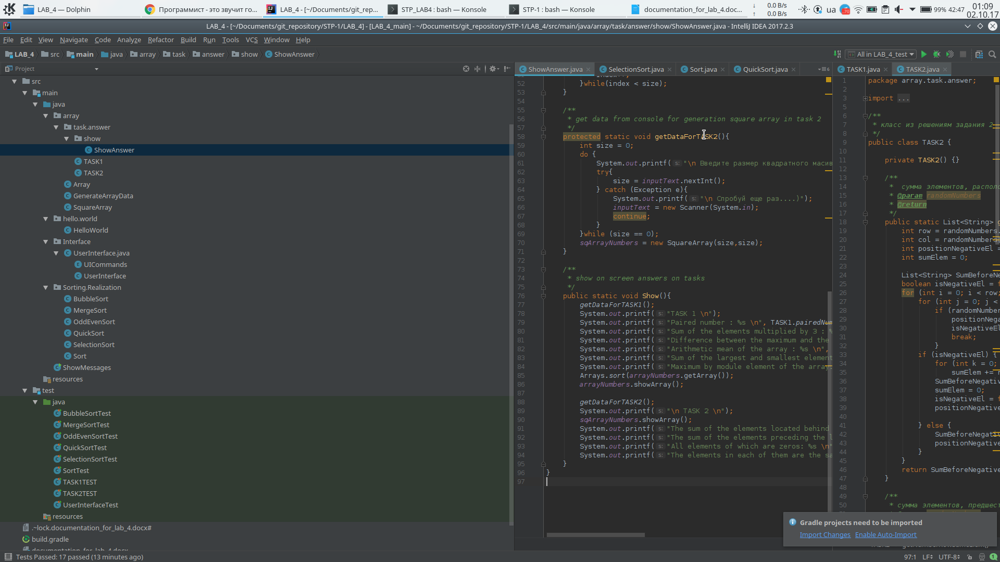 LAB_4 — Dolphin
Программист - это звучит го...
LAB_4 - [~/Documents/git_rep...
STP_LAB4 : bash — Konsole
STP-1 : bash — Konsole
documentation_for_lab_4.doc...
0.0 B/s
0.0 B/s
ua
99% 42:47
01:09
02.10.17
LAB_4 - [~/Documents/git_repository/STP-1/LAB_4] - [LAB_4_main] - ~/Documents/git_repository/STP-1/LAB_4/src/main/java/array/task/answer/show/ShowAnswer.java - IntelliJ IDEA 2017.2.3
File Edit View Navigate Code Analyze Refactor Build Run Tools VCS Window Help
LAB_4 src main java array task answer show ShowAnswer
All in LAB_4_test
Project
src
main
java
array
task.answer
show
ShowAnswer
TASK1
TASK2
Array
GenerateArrayData
SquareArray
hello.world
HelloWorld
Interface
UserInterface.java
UICommands
UserInterface
Sorting.Realization
BubbleSort
MergeSort
OddEvenSort
QuickSort
SelectionSort
Sort
ShowMessages
resources
test
java
BubbleSortTest
MergeSortTest
OddEvenSortTest
QuickSortTest
SelectionSortTest
SortTest
TASK1TEST
TASK2TEST
UserInterfaceTest
resources
.~lock.documentation_for_lab_4.docx#
build.gradle
documentation_for_lab_4.docx
ShowAnswer.java SelectionSort.java Sort.java QuickSort.java
52 }while(index < size);
53 }
54
55 /**
56 * get data from console for generation square array in task 2
57 */
58 protected static void getDataForTASK2(){
59 int size = 0;
60 do {
61 System.out.printf( s: "\n Введите размер квадратного масив
62 try{
63 size = inputText.nextInt();
64 } catch (Exception e){
65 System.out.printf( s: "\n Спробуй еще раз....)");
66 inputText = new Scanner(System.in);
67 continue;
68 }
69 }while (size == 0);
70 sqArrayNumbers = new SquareArray(size,size);
71 }
72
73 /**
74 * show on screen answers on tasks
75 */
76 public static void Show(){
77 getDataForTASK1();
78 System.out.printf( s: "TASK 1 \n");
79 System.out.printf( s: "Paired number : %s \n", TASK1.pairedNum
80 System.out.printf( s: "Sum of the elements multiplied by 3 : %
81 System.out.printf( s: "Difference between the maximum and the
82 System.out.printf( s: "Arithmetic mean of the array : %s \n",
83 System.out.printf( s: "Sum of the largest and smallest element
84 System.out.printf( s: "Maximum by module element of the array:
85 Arrays.sort(arrayNumbers.getArray());
86 arrayNumbers.showArray();
87
88 getDataForTASK2();
89 System.out.printf( s: "\n TASK 2 \n");
90 sqArrayNumbers.showArray();
91 System.out.printf( s: "The sum of the elements located behind
92 System.out.printf( s: "The sum of the elements preceding the l
93 System.out.printf( s: "All elements of which are zeros: %s \n"
94 System.out.printf( s: "The elements in each of them are the sa
95 }
96 }
97
TASK1.java TASK2.java
1 package array.task.answer;
2
3 import ...
5
6 /**
7 * класс из решениям задания 2
8 */
9 public class TASK2 {
10
11 private TASK2() {}
12
13 /**
14 * сумма элементов, распол
15 * @param randomNumbers
16 * @return
17 */
18 public static List<String> g
19 int row = randomNumbers.
20 int col = randomNumbers
21 int positionNegativeEl =
22 int sumElem = 0;
23
24 List<String> SumBeforeNe
25 boolean isNegativeEl = f
26 for (int i = 0; i < row;
27 for (int j = 0; j <
28 if (randomNumber
29 positionNega
30 isNegativeEl
31 break;
32 }
33 if (isNegativeEl) {
34 for (int k = 0;
35 sumElem += r
36 SumBeforeNegativ
37 sumElem = 0;
38 isNegativeEl = f
39 positionNegativ
40
41 } else {
42 SumBeforeNegativ
43 positionNegativ
44 }
45 }
46 return SumBeforeNegative
47 }
48
49 /**
50 * сумма элементов, предшест
Gradle projects need to be imported
Import Changes Enable Auto-Import
Tests Passed: 17 passed (13 minutes ago)
97:1 LF UTF-8 1